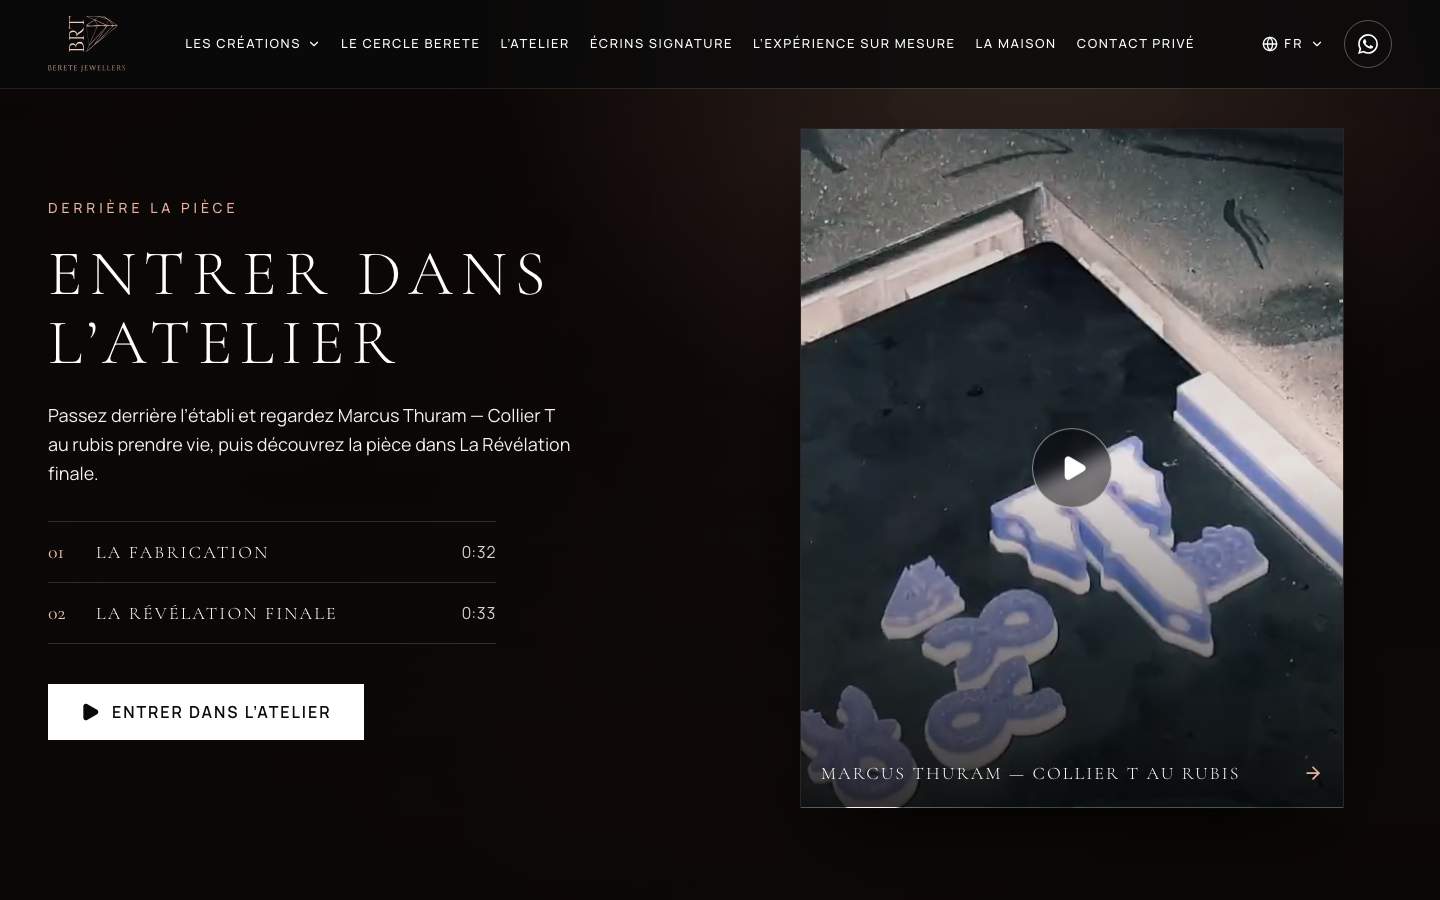 BRT
BERETE JEWELLERS
LES CRÉATIONS
LE CERCLE BERETE
L’ATELIER
ÉCRINS SIGNATURE
L’EXPÉRIENCE SUR MESURE
LA MAISON
CONTACT PRIVÉ
FR
DERRIÈRE LA PIÈCE
ENTRER DANS
L’ATELIER
Passez derrière l’établi et regardez Marcus Thuram — Collier T
au rubis prendre vie, puis découvrez la pièce dans La Révélation
finale.
01 LA FABRICATION 0:32
02 LA RÉVÉLATION FINALE 0:33
ENTRER DANS L’ATELIER
MARCUS THURAM — COLLIER T AU RUBIS